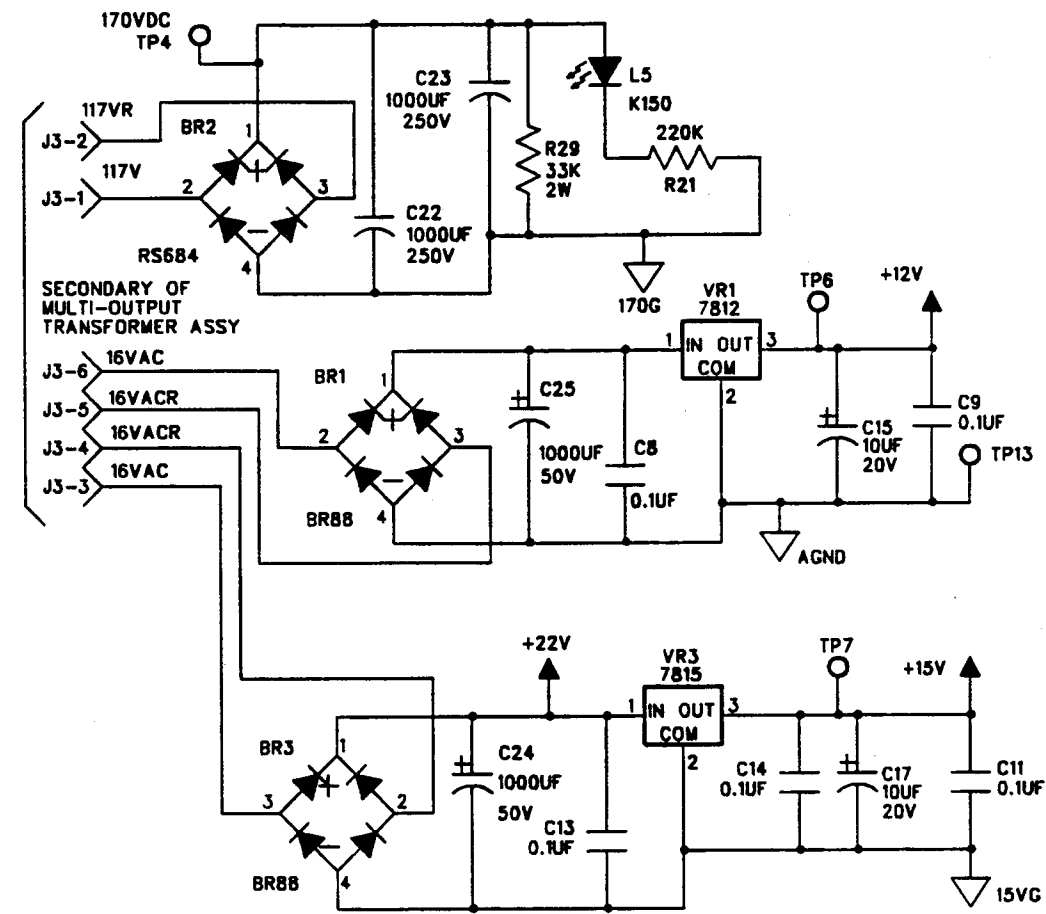 170VDC
TP4
117VR
J3-2
BR2
1
117V
J3-1
2
3
RS684
4
C23
1000UF
250V
C22
1000UF
250V
R29
33K
2W
L5
K150
220K
R21
170G
SECONDARY OF
MULTI-OUTPUT
TRANSFORMER ASSY
J3-6
16VAC
J3-5
16VACR
J3-4
16VACR
J3-3
16VAC
BR1
1
2
3
BR88
4
C25
1000UF
50V
C8
0.1UF
VR1
7812
1
IN OUT
3
COM
2
TP6
+12V
C15
10UF
20V
C9
0.1UF
TP13
AGND
+22V
BR3
1
3
2
BR88
4
C24
1000UF
50V
C13
0.1UF
VR3
7815
1
IN OUT
3
COM
2
TP7
+15V
C14
0.1UF
C17
10UF
20V
C11
0.1UF
15VG